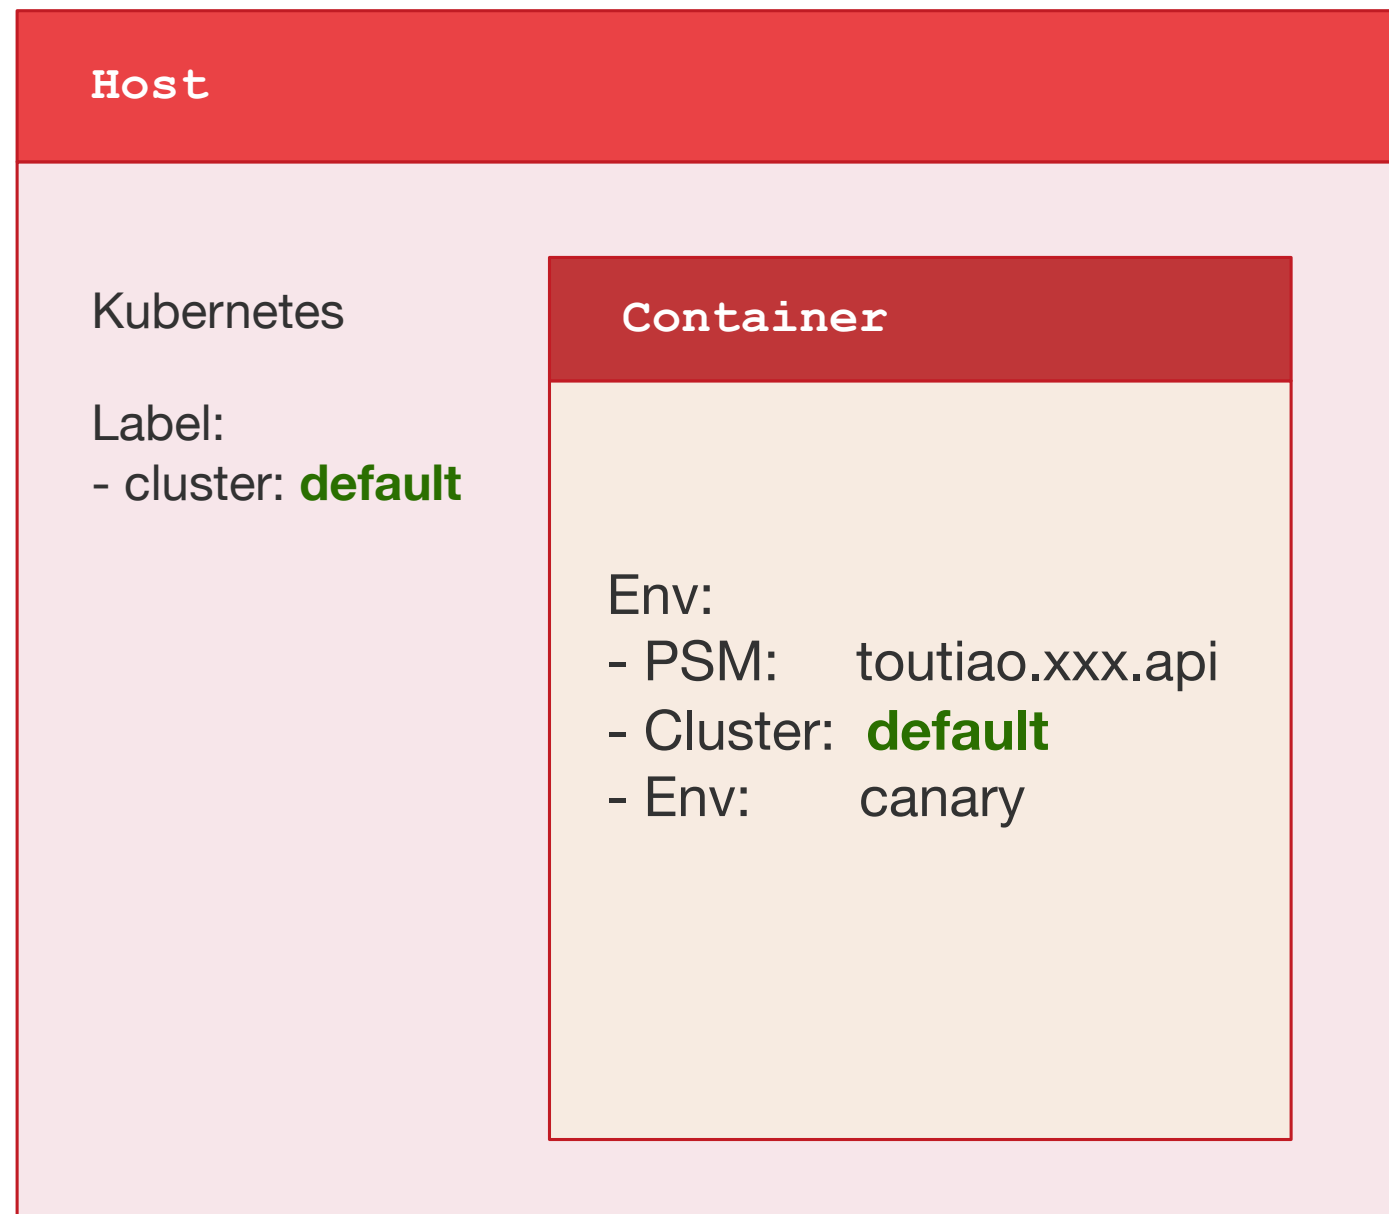 Host
Kubernetes
Label:
- cluster: default
Container
Env:
- PSM: toutiao.xxx.api
- Cluster: default
- Env: canary